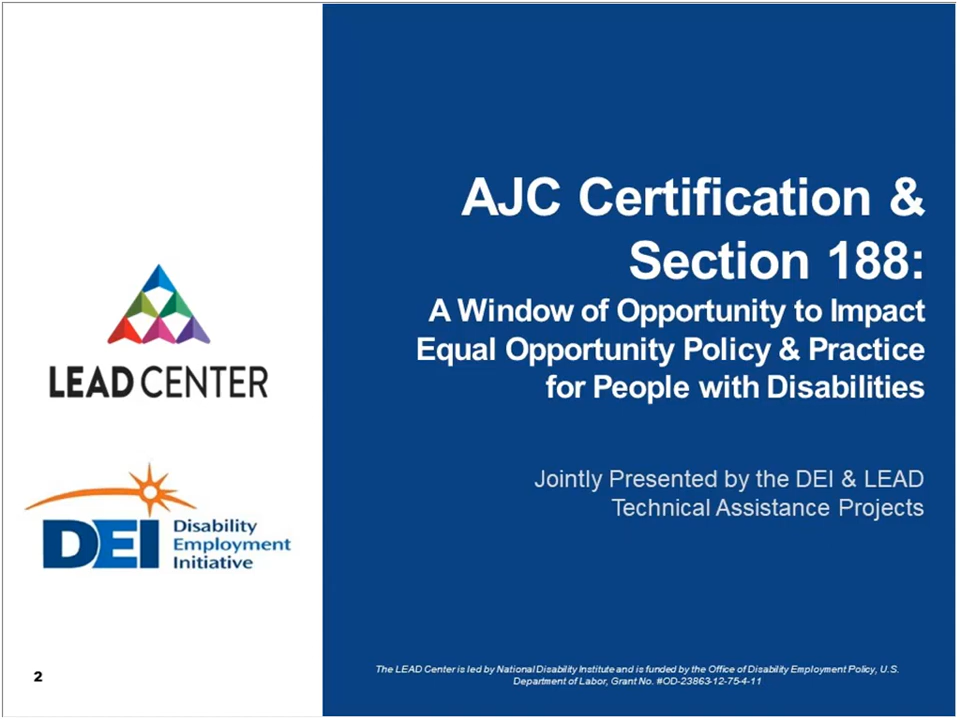 LEAD CENTER
DEI Disability
Employment
Initiative
2
AJC Certification &
Section 188:
A Window of Opportunity to Impact
Equal Opportunity Policy & Practice
for People with Disabilities
Jointly Presented by the DEI & LEAD
Technical Assistance Projects
The LEAD Center is led by National Disability Institute and is funded by the Office of Disability Employment Policy, U.S.
Department of Labor, Grant No. #OD-23863-12-75-4-11